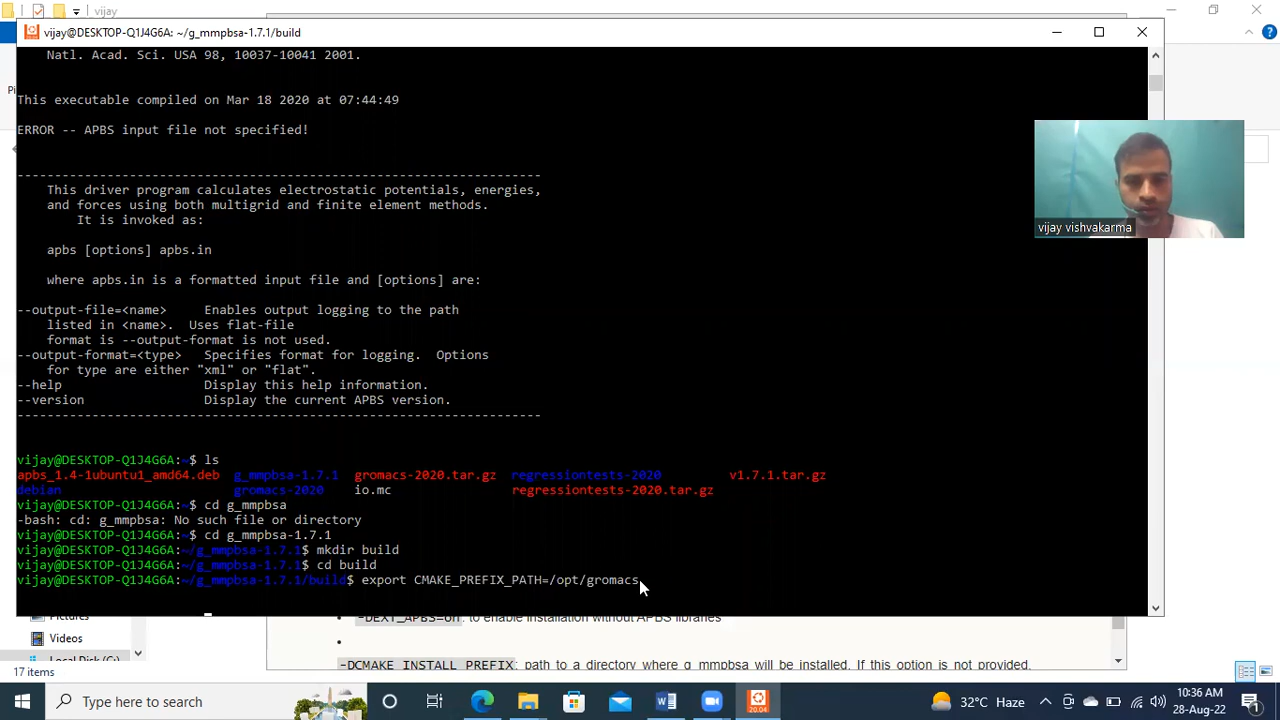 vijay
vijay@DESKTOP-Q1J4G6A: ~/g_mmpbsa-1.7.1/build
Natl. Acad. Sci. USA 98, 10037-10041 2001.
This executable compiled on Mar 18 2020 at 07:44:49
ERROR -- APBS input file not specified!
----------------------------------------------------------------------
This driver program calculates electrostatic potentials, energies,
and forces using both multigrid and finite element methods.
It is invoked as:
apbs [options] apbs.in
where apbs.in is a formatted input file and [options] are:
--output-file=<name>     Enables output logging to the path
listed in <name>.  Uses flat-file
format is --output-format is not used.
--output-format=<type>   Specifies format for logging.  Options
for type are either "xml" or "flat".
--help                   Display this help information.
--version                Display the current APBS version.
----------------------------------------------------------------------
vijay@DESKTOP-Q1J4G6A:~$ ls
apbs_1.4-1ubuntu1_amd64.deb  g_mmpbsa-1.7.1  gromacs-2020.tar.gz  regressiontests-2020         v1.7.1.tar.gz
debian                       gromacs-2020    io.mc                regressiontests-2020.tar.gz
vijay@DESKTOP-Q1J4G6A:~$ cd g_mmpbsa
-bash: cd: g_mmpbsa: No such file or directory
vijay@DESKTOP-Q1J4G6A:~$ cd g_mmpbsa-1.7.1
vijay@DESKTOP-Q1J4G6A:~/g_mmpbsa-1.7.1$ mkdir build
vijay@DESKTOP-Q1J4G6A:~/g_mmpbsa-1.7.1$ cd build
vijay@DESKTOP-Q1J4G6A:~/g_mmpbsa-1.7.1/build$ export CMAKE_PREFIX_PATH=/opt/gromacs
vijay vishvakarma
Pictures
Videos
Local Disk (C:)
17 items
-DEXT_APBS=on: to enable installation without APBS libraries
-DCMAKE_INSTALL_PREFIX: path to a directory where g_mmpbsa will be installed. If this option is not provided,
Type here to search
20.04
32°C Haze
10:36 AM
28-Aug-22
1